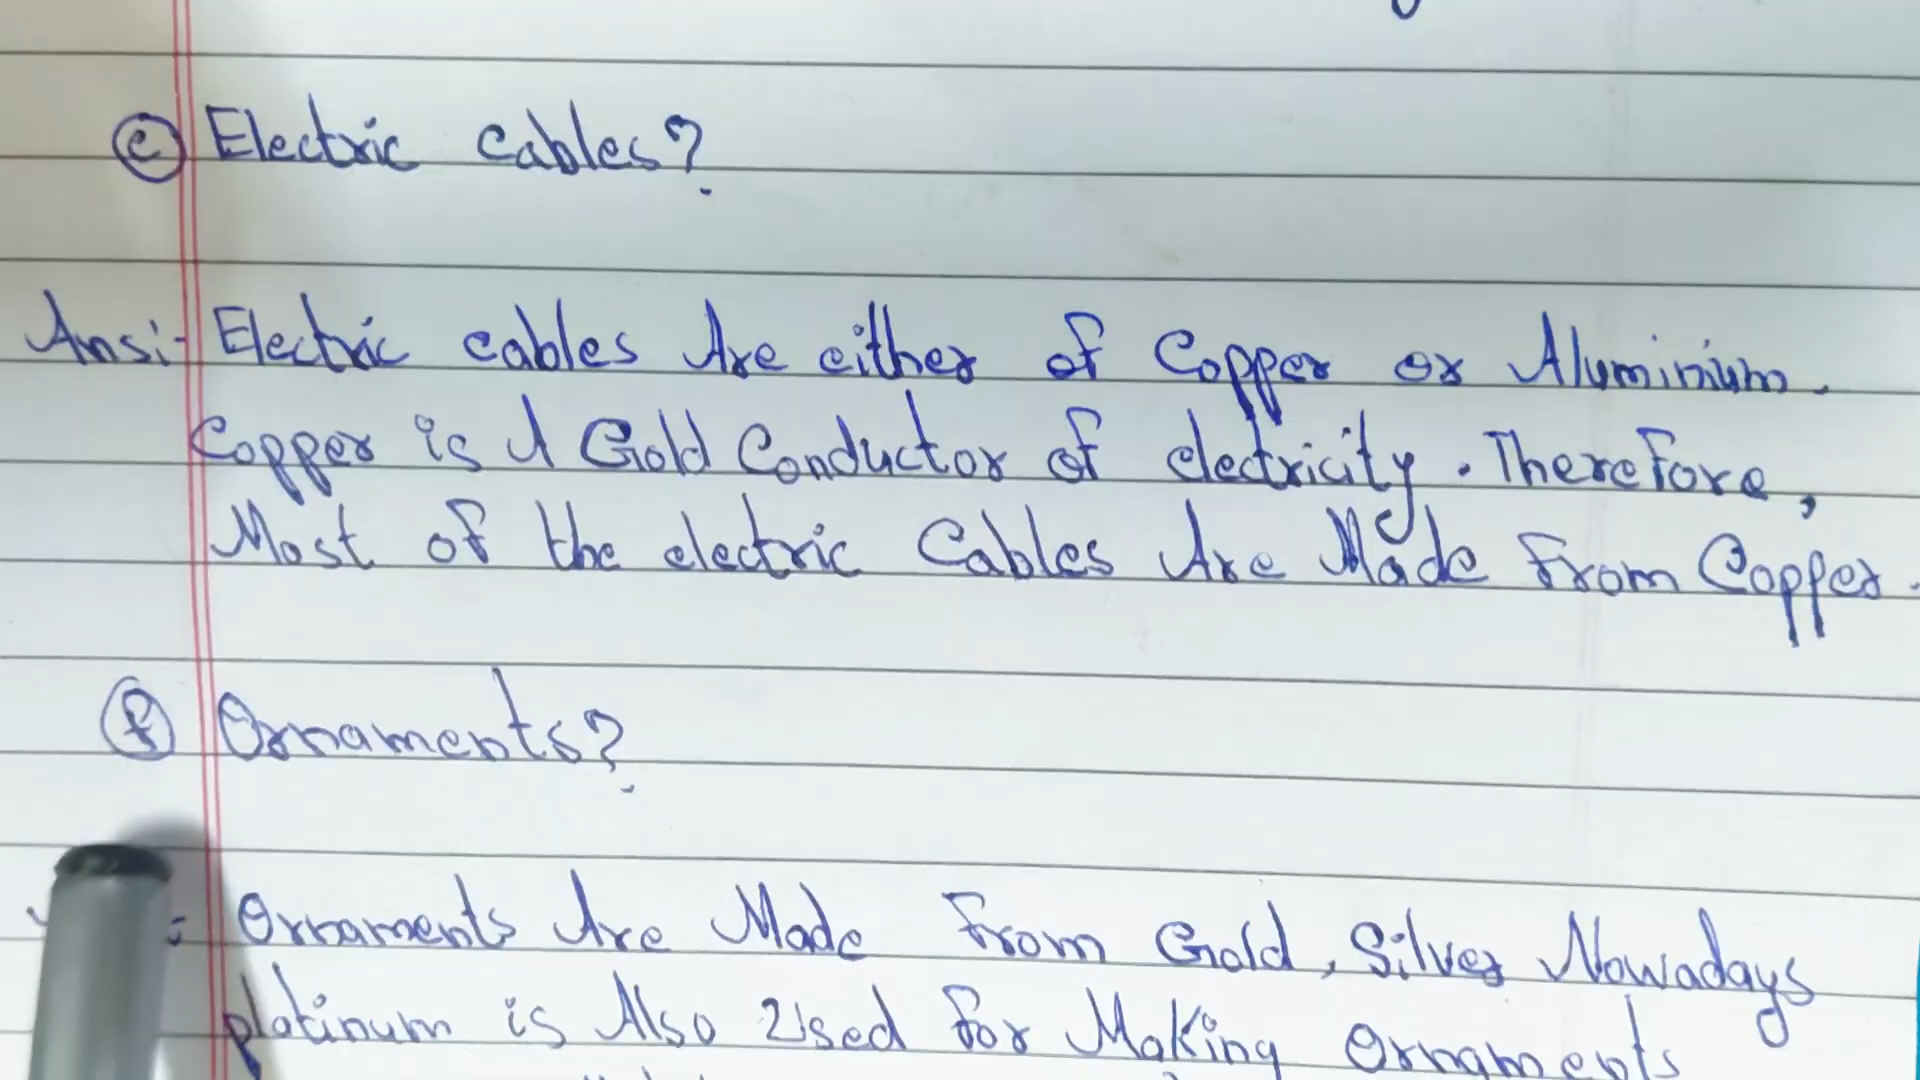 (e) Electric Cables?
Ans:- Electric cables Are either of Copper or Aluminium.
Copper is A Gold Conductor of electricity. Therefore,
Most of the electric Cables Are Made From Copper.
(f) Ornaments?
Ornaments Are Made From Gold, Silver Nowadays
platinum is Also Used For Making Ornaments